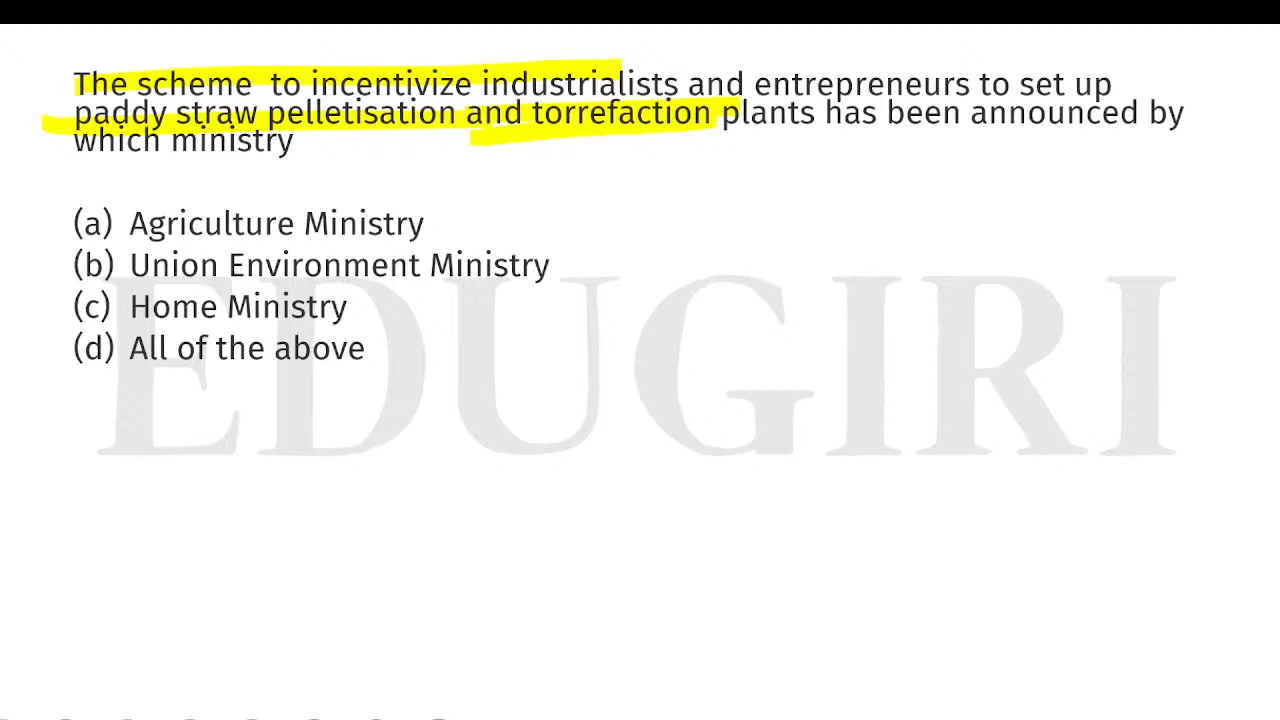 The scheme  to incentivize industrialists and entrepreneurs to set up
paddy straw pelletisation and torrefaction plants has been announced by
which ministry
(a) Agriculture Ministry
(b) Union Environment Ministry
(c) Home Ministry
(d) All of the above
EDUGIRI